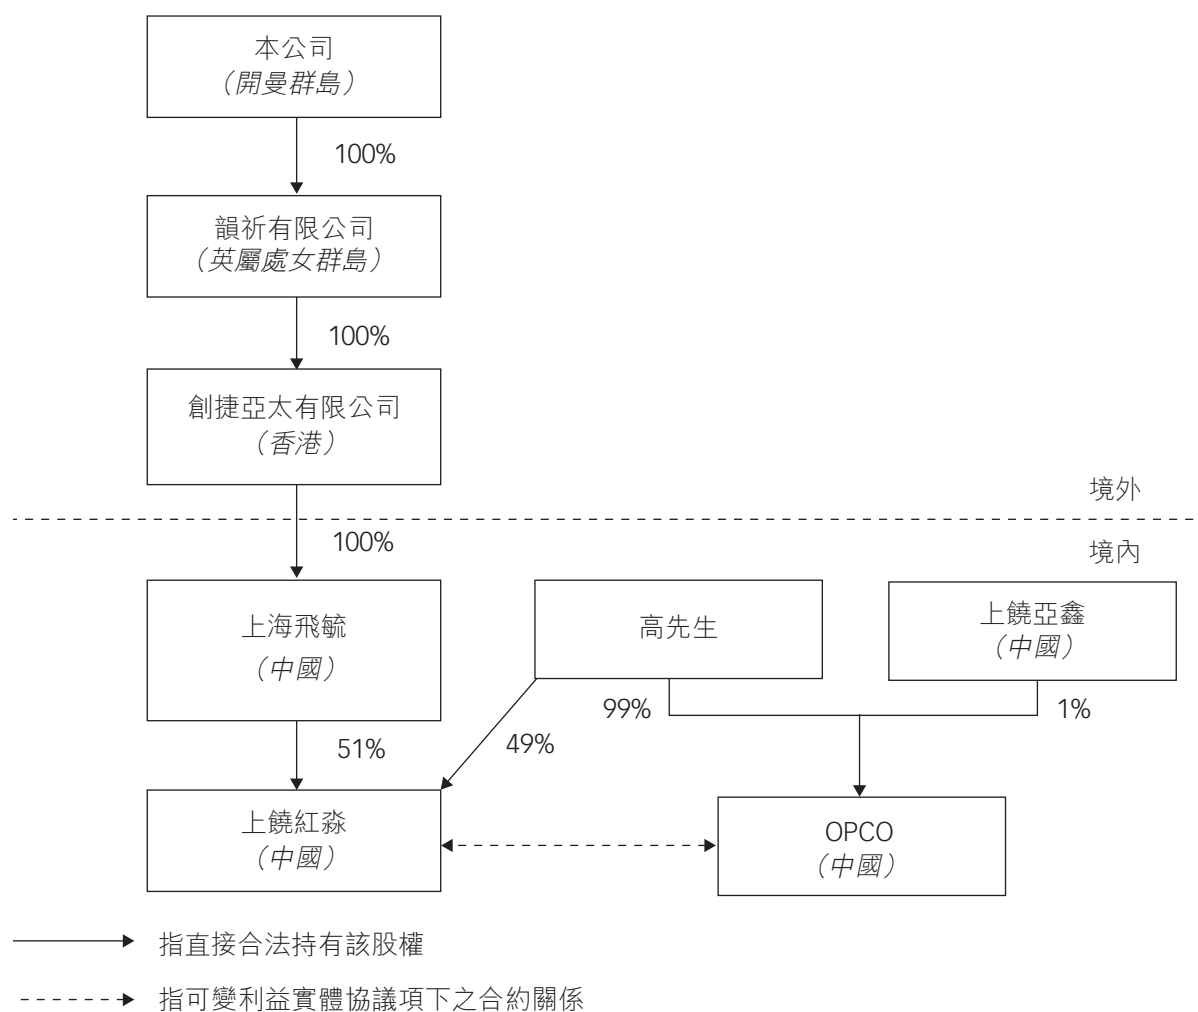 本公司
（開曼群島）
100%
韻祈有限公司
（英屬處女群島）
100%
創捷亞太有限公司
（香港）
境外
100%
境內
上海飛毓
（中國）
高先生
上饒亞鑫
（中國）
99%
1%
51%
49%
上饒紅淼
（中國）
OPCO
（中國）
指直接合法持有該股權
指可變利益實體協議項下之合約關係